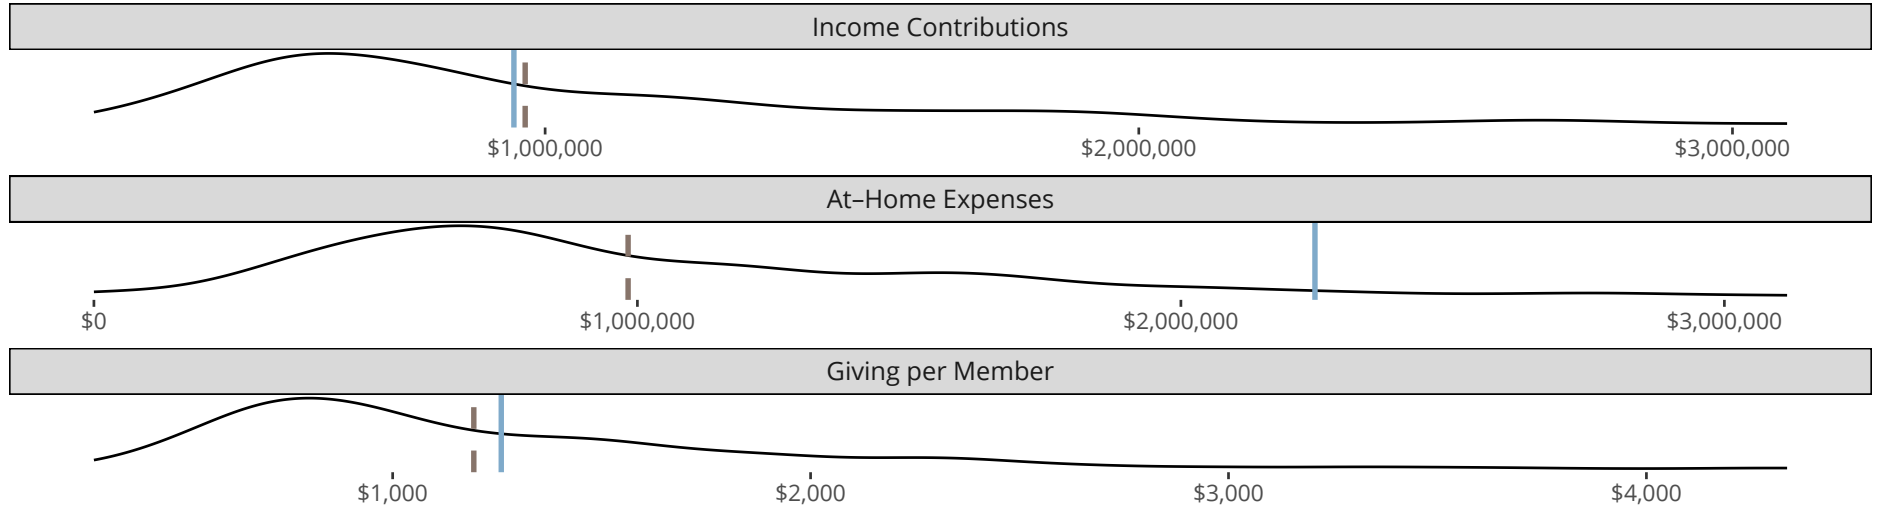 Income Contributions
$1,000,000 $2,000,000 $3,000,000
At–Home Expenses
$0 $1,000,000 $2,000,000 $3,000,000
Giving per Member
$1,000 $2,000 $3,000 $4,000